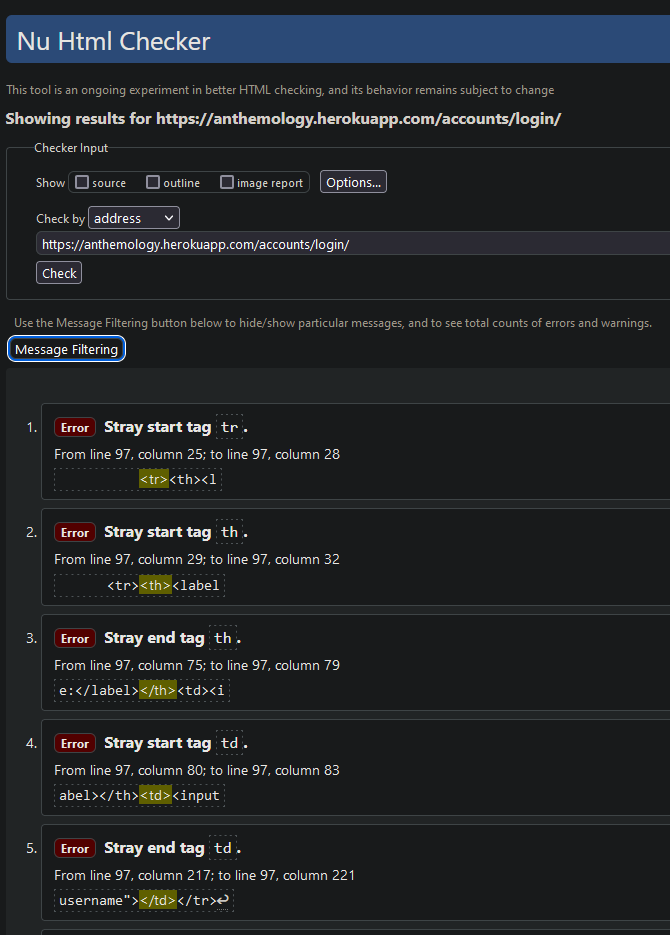 Nu Html Checker
This tool is an ongoing experiment in better HTML checking, and its behavior remains subject to change
Showing results for https://anthemology.herokuapp.com/accounts/login/
Checker Input
Show source outline image report Options...
Check by address
https://anthemology.herokuapp.com/accounts/login/
Check
Use the Message Filtering button below to hide/show particular messages, and to see total counts of errors and warnings.
Message Filtering
1. Error Stray start tag tr.
From line 97, column 25; to line 97, column 28
<tr><th><l
2. Error Stray start tag th.
From line 97, column 29; to line 97, column 32
<tr><th><label
3. Error Stray end tag th.
From line 97, column 75; to line 97, column 79
e:</label></th><td><i
4. Error Stray start tag td.
From line 97, column 80; to line 97, column 83
abel></th><td><input
5. Error Stray end tag td.
From line 97, column 217; to line 97, column 221
username"></td></tr>↩